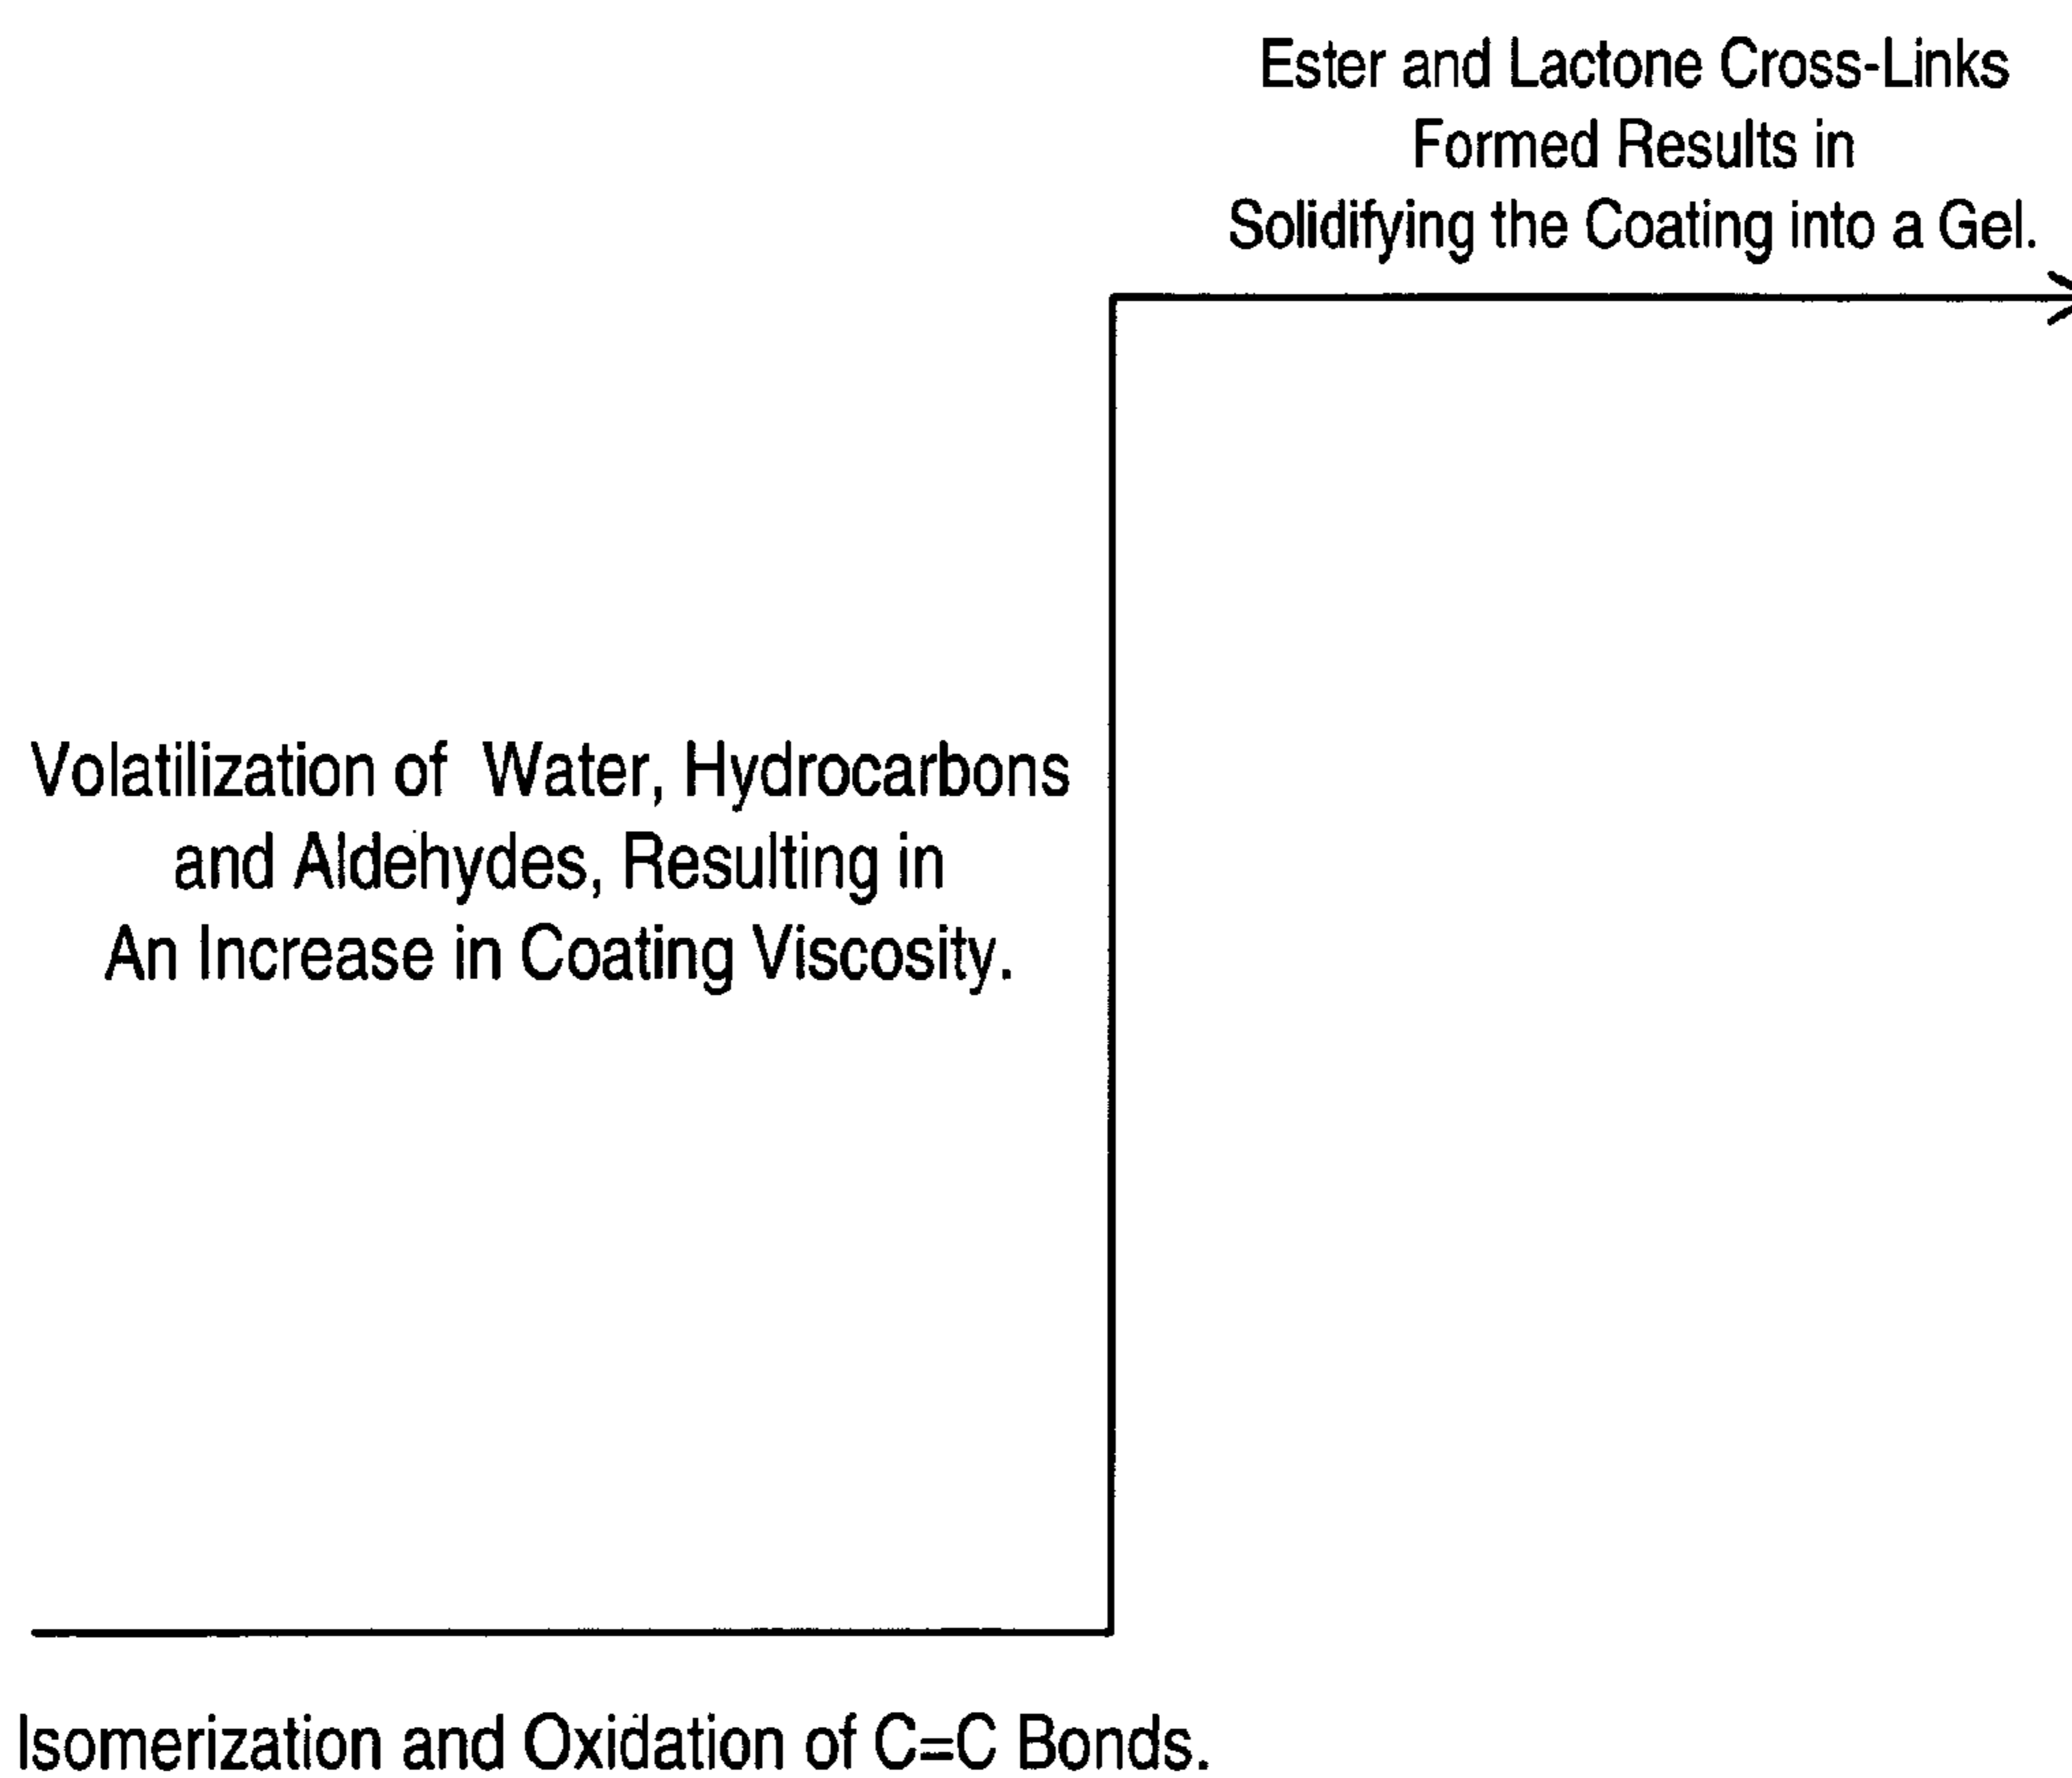 Ester and Lactone Cross-Links
Formed Results in
Solidifying the Coating into a Gel.
Volatilization of Water, Hydrocarbons
and Aldehydes, Resulting in
An Increase in Coating Viscosity.
Isomerization and Oxidation of C=C Bonds.